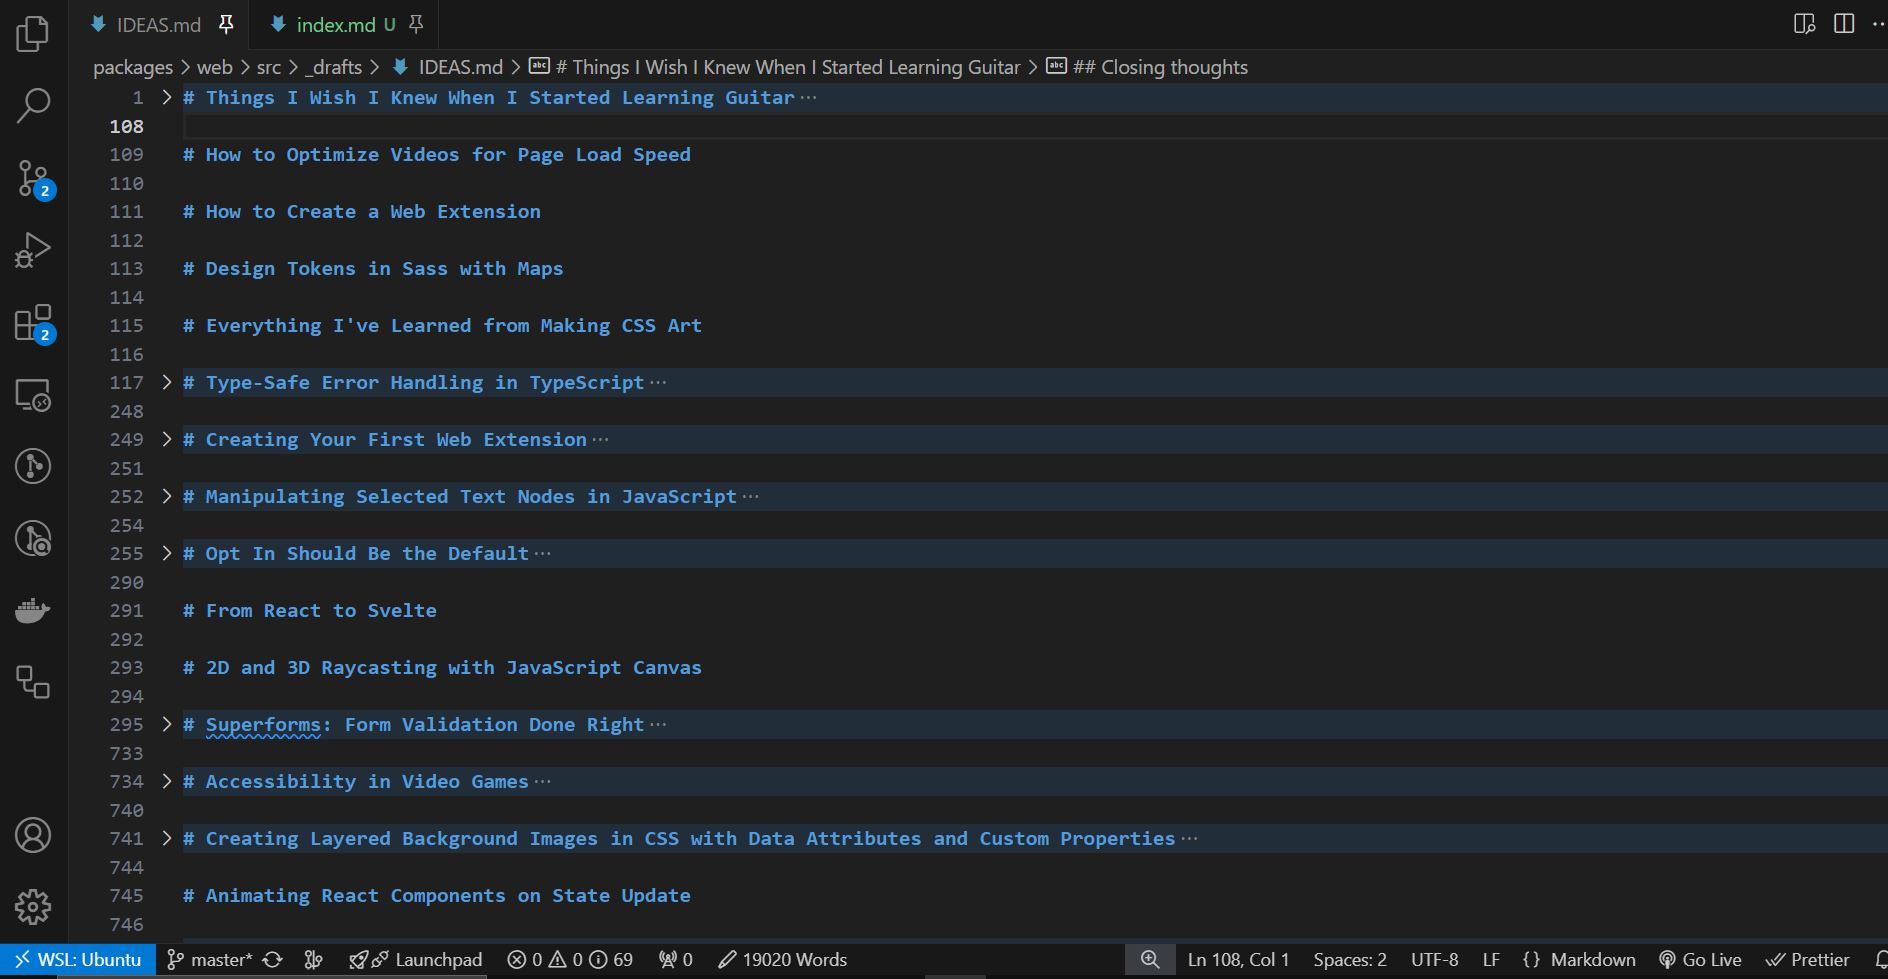 IDEAS.md index.md U
packages > web > src > _drafts > IDEAS.md > abc # Things I Wish I Knew When I Started Learning Guitar > abc ## Closing thoughts
1 > # Things I Wish I Knew When I Started Learning Guitar ···
108
109 # How to Optimize Videos for Page Load Speed
110
111 # How to Create a Web Extension
112
113 # Design Tokens in Sass with Maps
114
115 # Everything I've Learned from Making CSS Art
116
117 > # Type-Safe Error Handling in TypeScript ···
248
249 > # Creating Your First Web Extension ···
251
252 > # Manipulating Selected Text Nodes in JavaScript ···
254
255 > # Opt In Should Be the Default ···
290
291 # From React to Svelte
292
293 # 2D and 3D Raycasting with JavaScript Canvas
294
295 > # Superforms: Form Validation Done Right ···
733
734 > # Accessibility in Video Games ···
740
741 > # Creating Layered Background Images in CSS with Data Attributes and Custom Properties ···
744
745 # Animating React Components on State Update
746
2
2
WSL: Ubuntu master* Launchpad 0 0 69 0 19020 Words Ln 108, Col 1 Spaces: 2 UTF-8 LF {} Markdown Go Live Prettier